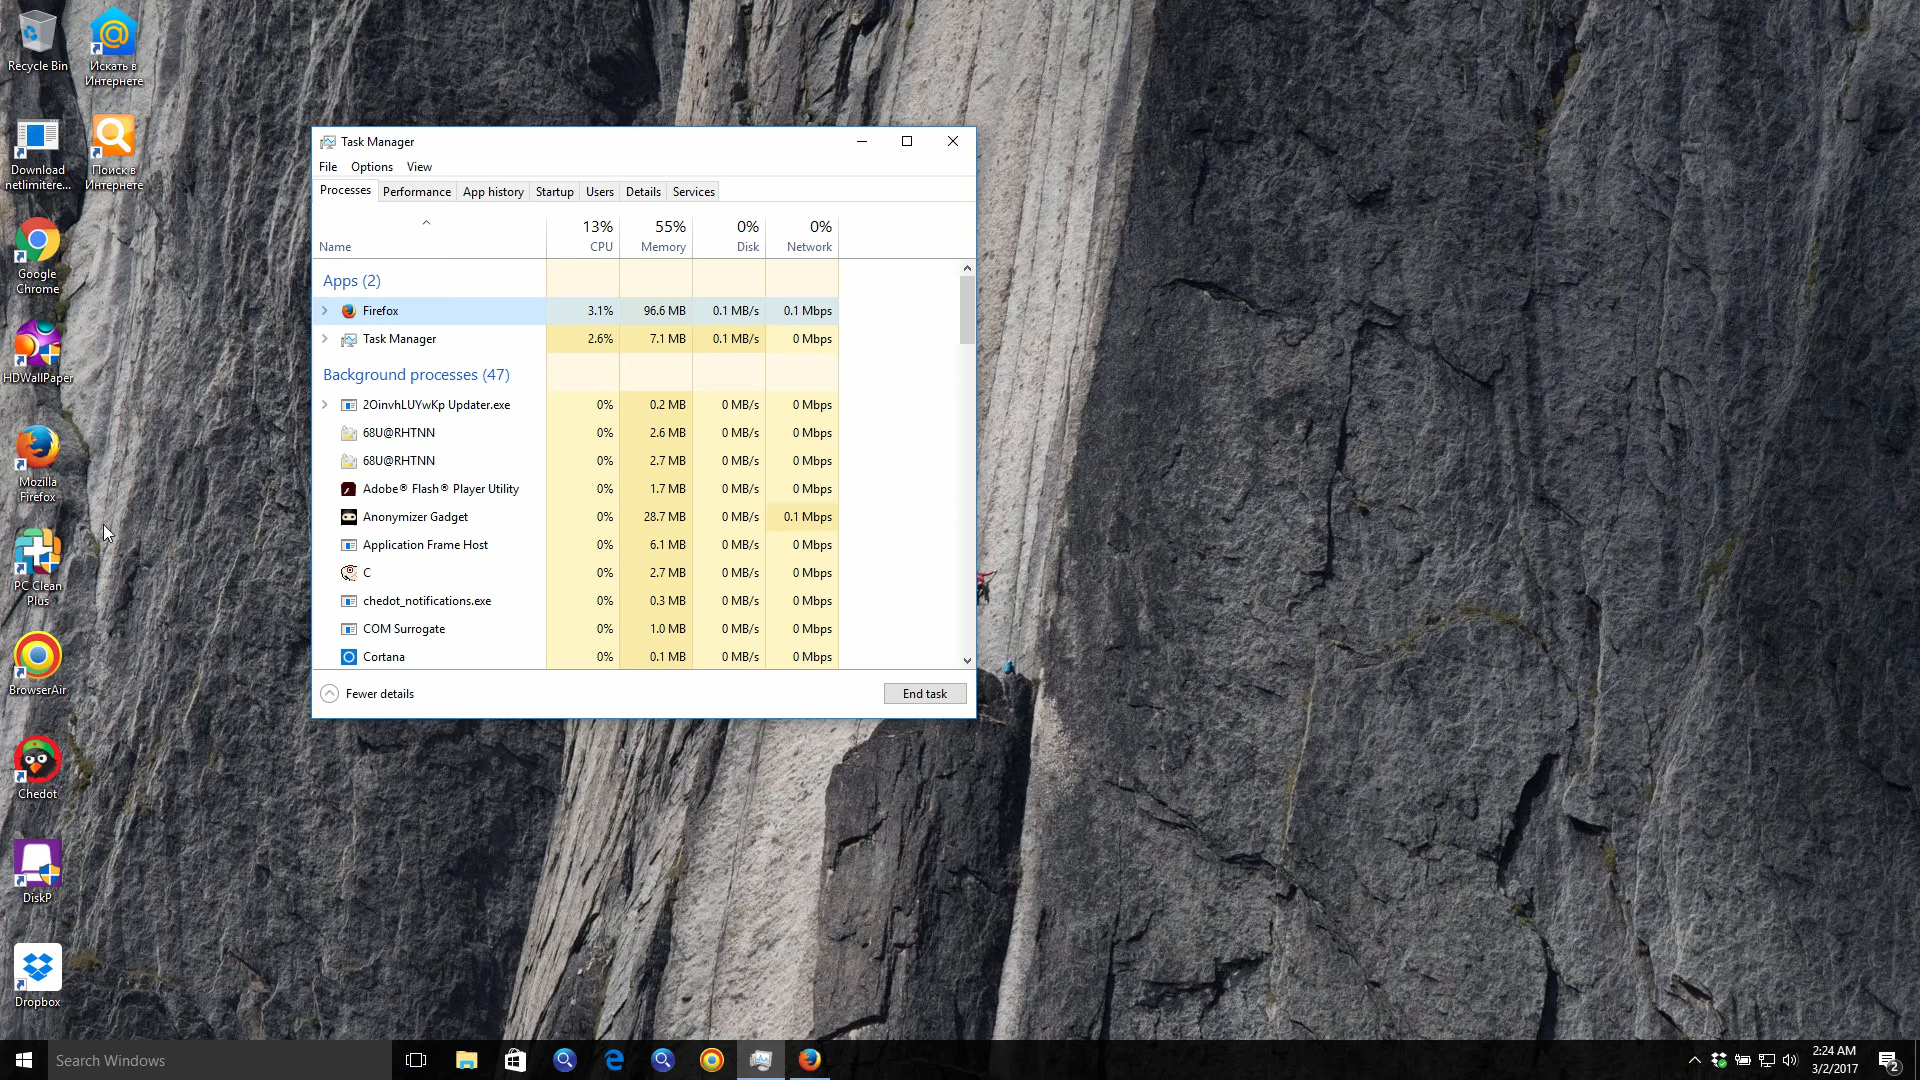 Recycle Bin
Искать в
Интернете
Download
netlimitere...
Поиск в
Интернете
Google
Chrome
HDWallPaper
Mozilla
Firefox
PC Clean
Plus
BrowserAir
Chedot
DiskP
Dropbox
Task Manager
File Options View
Processes Performance App history Startup Users Details Services
13% 55% 0% 0%
Name CPU Memory Disk Network
Apps (2)
Firefox 3.1% 96.6 MB 0.1 MB/s 0.1 Mbps
Task Manager 2.6% 7.1 MB 0.1 MB/s 0 Mbps
Background processes (47)
2OinvhLUYwKp Updater.exe 0% 0.2 MB 0 MB/s 0 Mbps
68U@RHTNN 0% 2.6 MB 0 MB/s 0 Mbps
68U@RHTNN 0% 2.7 MB 0 MB/s 0 Mbps
Adobe® Flash® Player Utility 0% 1.7 MB 0 MB/s 0 Mbps
Anonymizer Gadget 0% 28.7 MB 0 MB/s 0.1 Mbps
Application Frame Host 0% 6.1 MB 0 MB/s 0 Mbps
C 0% 2.7 MB 0 MB/s 0 Mbps
chedot_notifications.exe 0% 0.3 MB 0 MB/s 0 Mbps
COM Surrogate 0% 1.0 MB 0 MB/s 0 Mbps
Cortana 0% 0.1 MB 0 MB/s 0 Mbps
Fewer details End task
Search Windows
2:24 AM
3/2/2017
2